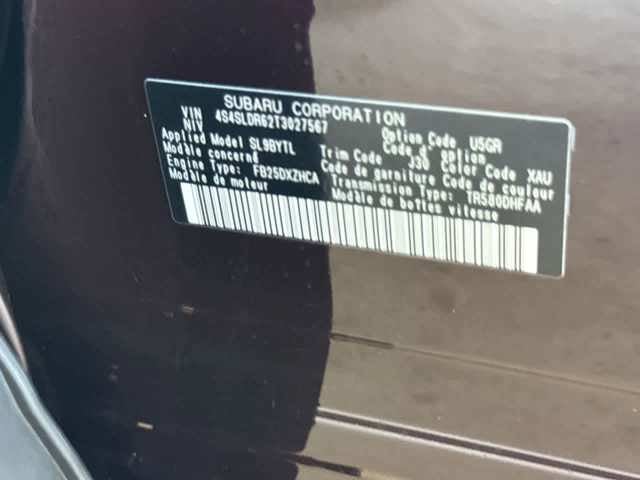 SUBARU CORPORATION
VIN 4S4SLDR62T3027567
NIV
Applied Model SL9BYTL Option Code U5GR
Modèle concerné Code d'option
Engine Type: FB25DXZHCA Trim Code J30 Color Code XAU
Modèle de moteur Code de garniture Code de couleur
Transmission Type: TR580DHFAA
Modèle de boîtes vitesse